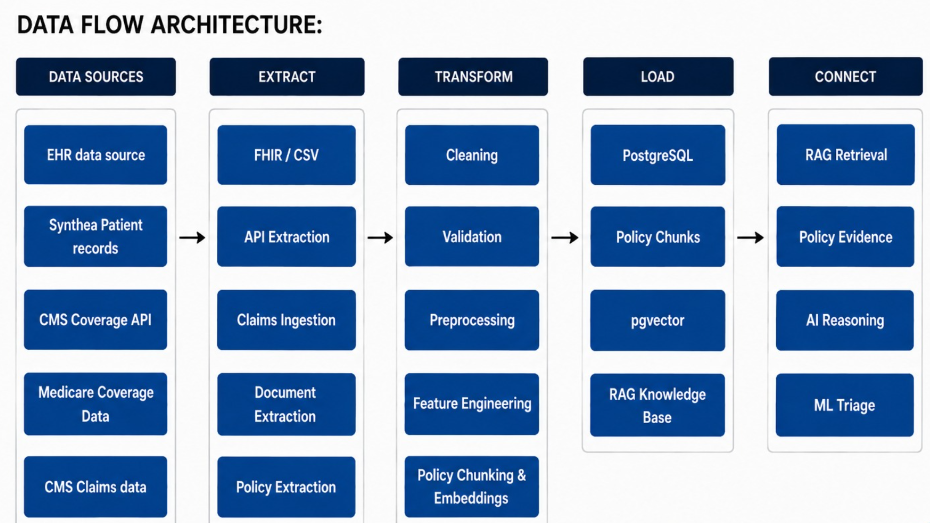 DATA FLOW ARCHITECTURE:
DATA SOURCES
EHR data source
Synthea Patient
records
CMS Coverage API
Medicare Coverage
Data
CMS Claims data
EXTRACT
FHIR / CSV
API Extraction
Claims Ingestion
Document
Extraction
Policy Extraction
TRANSFORM
Cleaning
Validation
Preprocessing
Feature Engineering
Policy Chunking &
Embeddings
LOAD
PostgreSQL
Policy Chunks
pgvector
RAG Knowledge
Base
CONNECT
RAG Retrieval
Policy Evidence
AI Reasoning
ML Triage